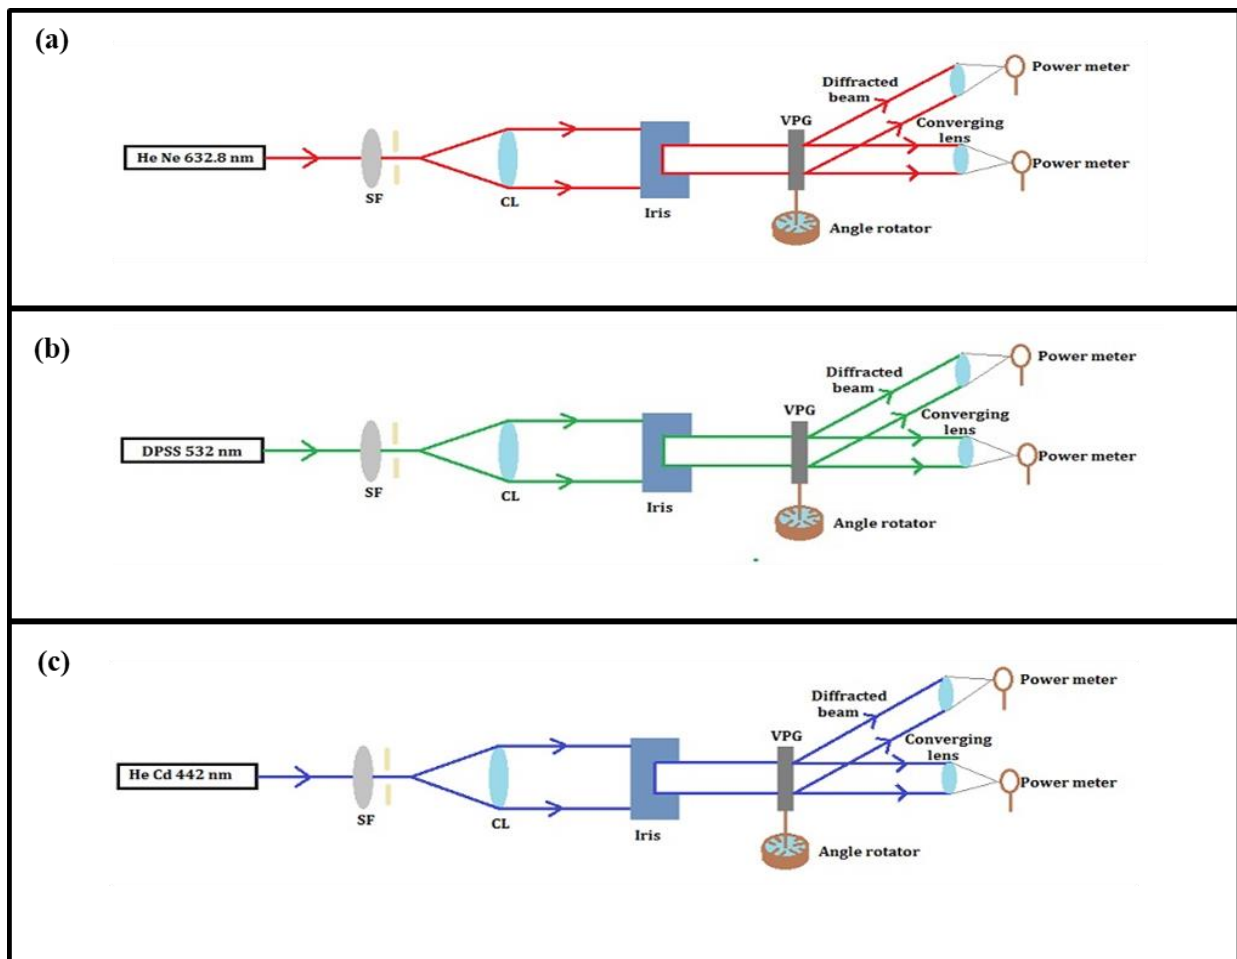 (a)
Diffracted
beam
Power meter
VPG
Converging
lens
He Ne 632.8 nm
Power meter
SF
CL
Iris
Angle rotator
(b)
Diffracted
beam
Power meter
VPG
Converging
lens
DPSS 532 nm
Power meter
SF
CL
Iris
Angle rotator
(c)
Diffracted
beam
Power meter
VPG
Converging
lens
He Cd 442 nm
Power meter
SF
CL
Iris
Angle rotator